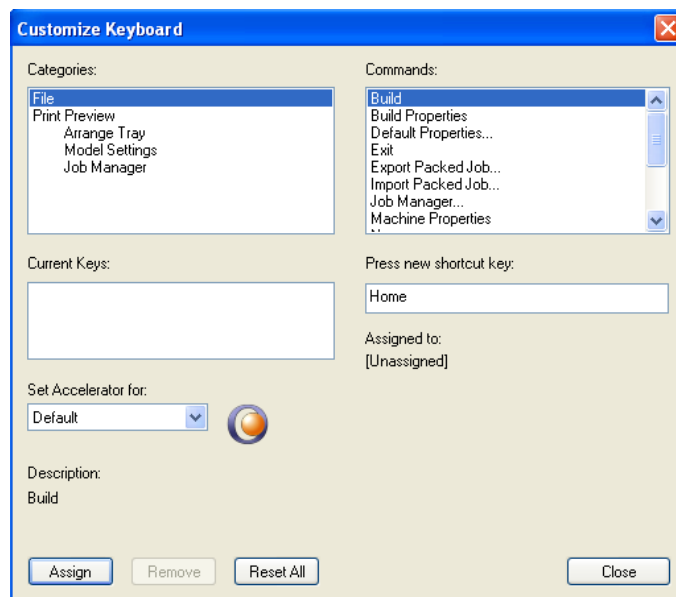 Customize Keyboard
Categories:
File
Print Preview
Arrange Tray
Model Settings
Job Manager
Commands:
Build
Build Properties
Default Properties...
Exit
Export Packed Job...
Import Packed Job...
Job Manager...
Machine Properties
Current Keys:
Press new shortcut key:
Home
Assigned to:
[Unassigned]
Set Accelerator for:
Default
Description:
Build
Assign
Remove
Reset All
Close